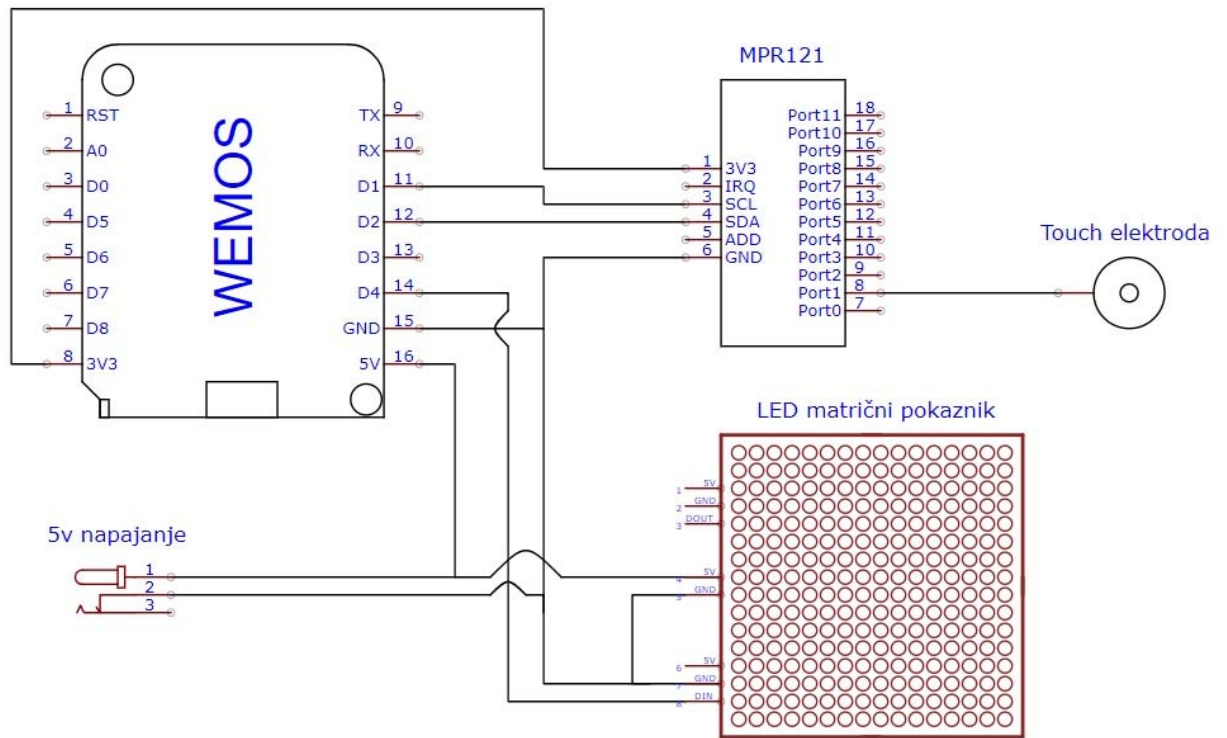 WEMOS
1 RST
2 A0
3 D0
4 D5
5 D6
6 D7
7 D8
8 3V3
TX 9
RX 10
D1 11
D2 12
D3 13
D4 14
GND 15
5V 16
MPR121
1 3V3
2 IRQ
3 SCL
4 SDA
5 ADD
6 GND
Port11 18
Port10 17
Port9 16
Port8 15
Port7 14
Port6 13
Port5 12
Port4 11
Port3 10
Port2 9
Port1 8
Port0 7
Touch elektroda
LED matrični pokaznik
1 5V
2 GND
3 DOUT
4 5V
5 GND
6 5V
7 GND
8 DIN
5v napajanje
1
2
3